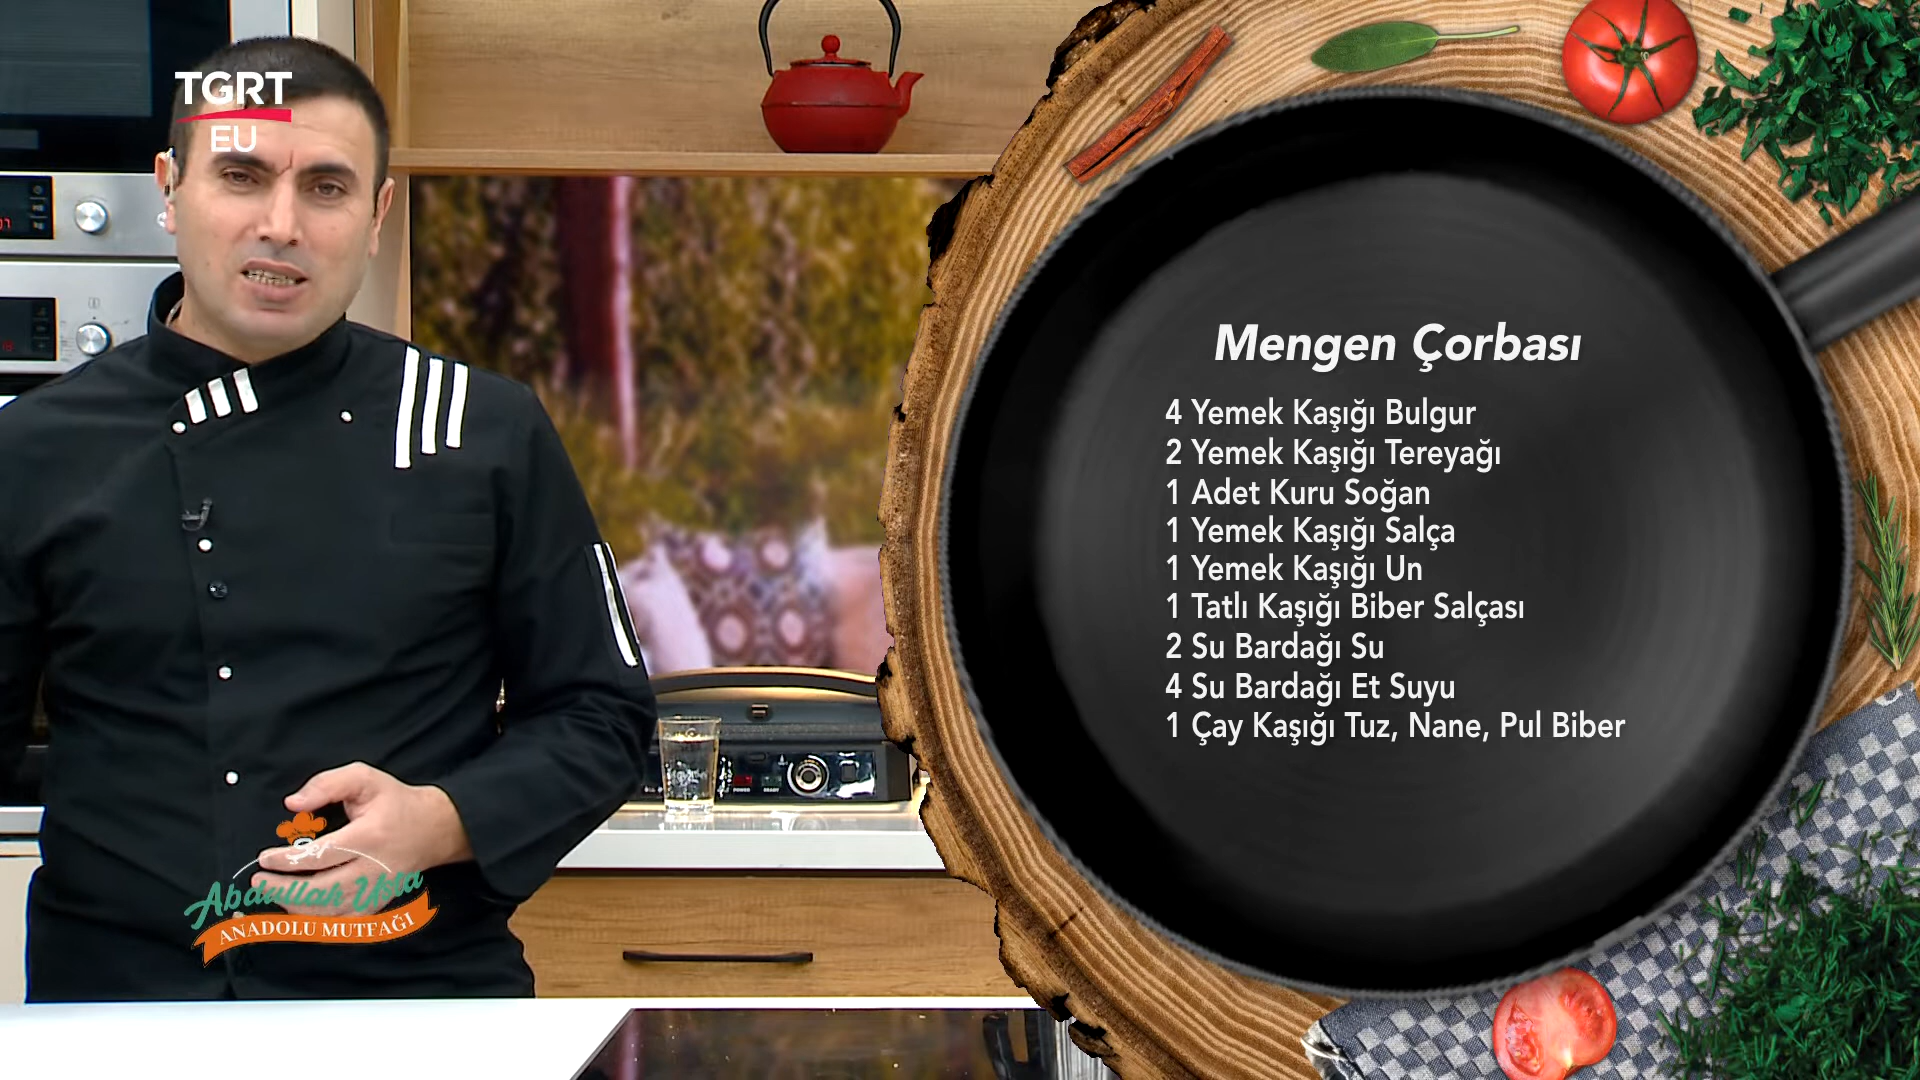 TGRT
EU
Mengen Çorbası
4 Yemek Kaşığı Bulgur
2 Yemek Kaşığı Tereyağı
1 Adet Kuru Soğan
1 Yemek Kaşığı Salça
1 Yemek Kaşığı Un
1 Tatlı Kaşığı Biber Salçası
2 Su Bardağı Su
4 Su Bardağı Et Suyu
1 Çay Kaşığı Tuz, Nane, Pul Biber
Şef
Abdullah Usta
ANADOLU MUTFAĞI